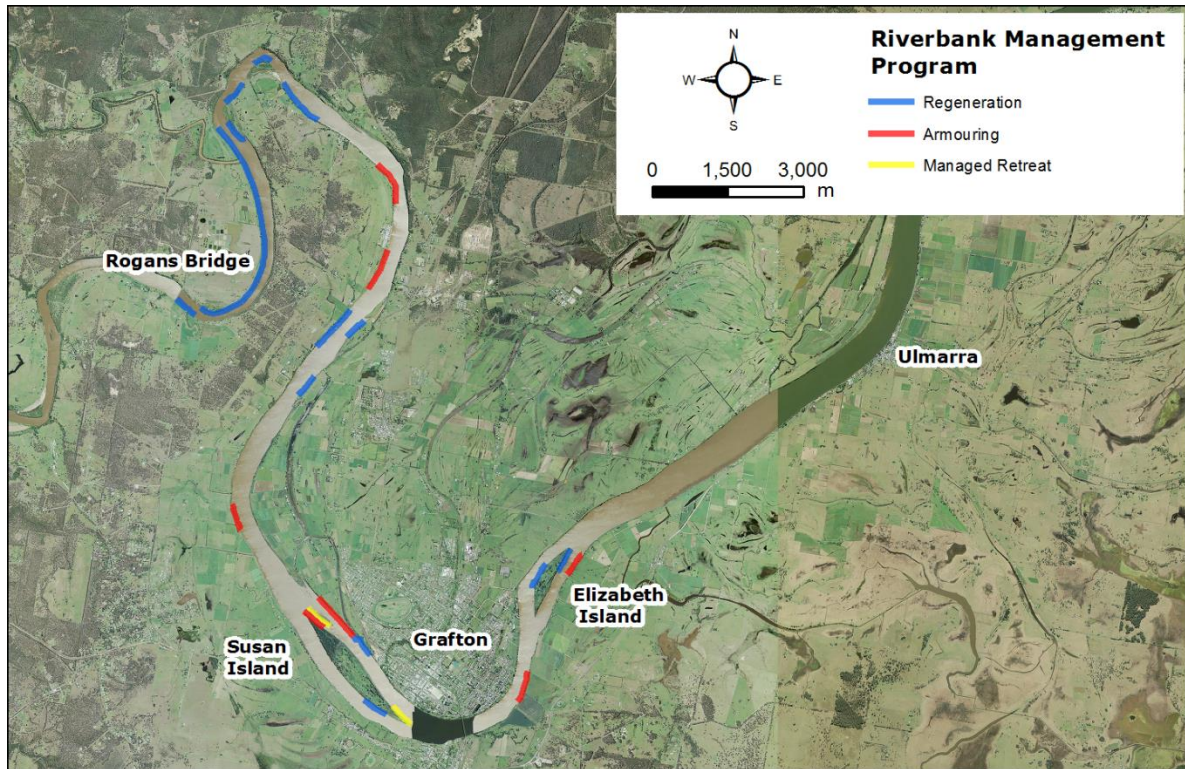 Riverbank Management
Program
N
W E
S
Regeneration
Armouring
Managed Retreat
0 1,500 3,000
m
Rogans Bridge
Ulmarra
Elizabeth
Island
Grafton
Susan
Island